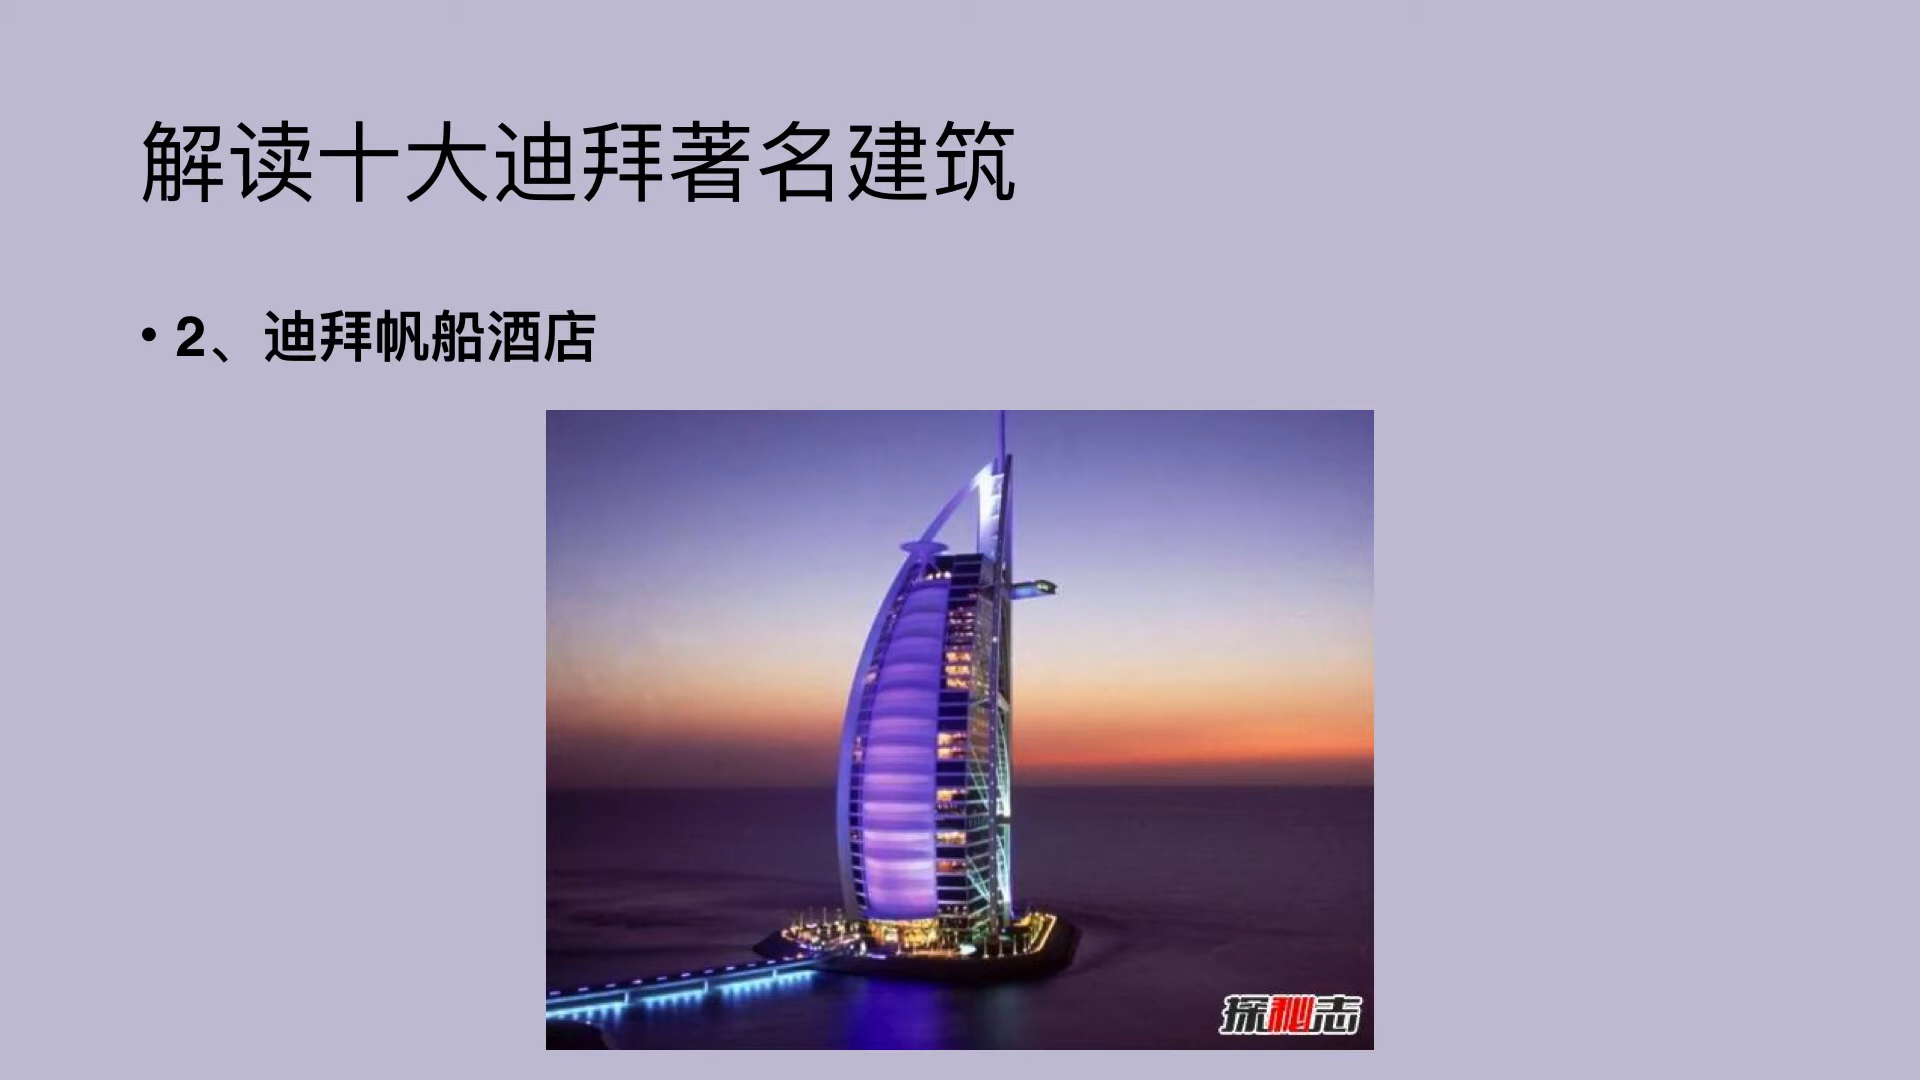 解读十大迪拜著名建筑
• 2、迪拜帆船酒店
探秘志